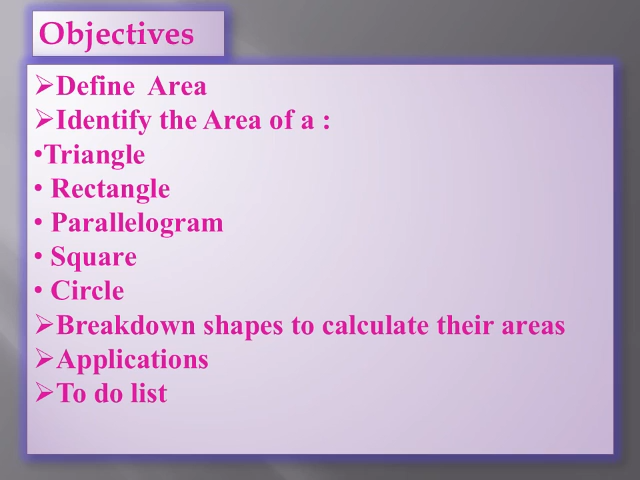 Objectives
➢Define  Area
➢Identify the Area of a :
•Triangle
• Rectangle
• Parallelogram
• Square
• Circle
➢Breakdown shapes to calculate their areas
➢Applications
➢To do list